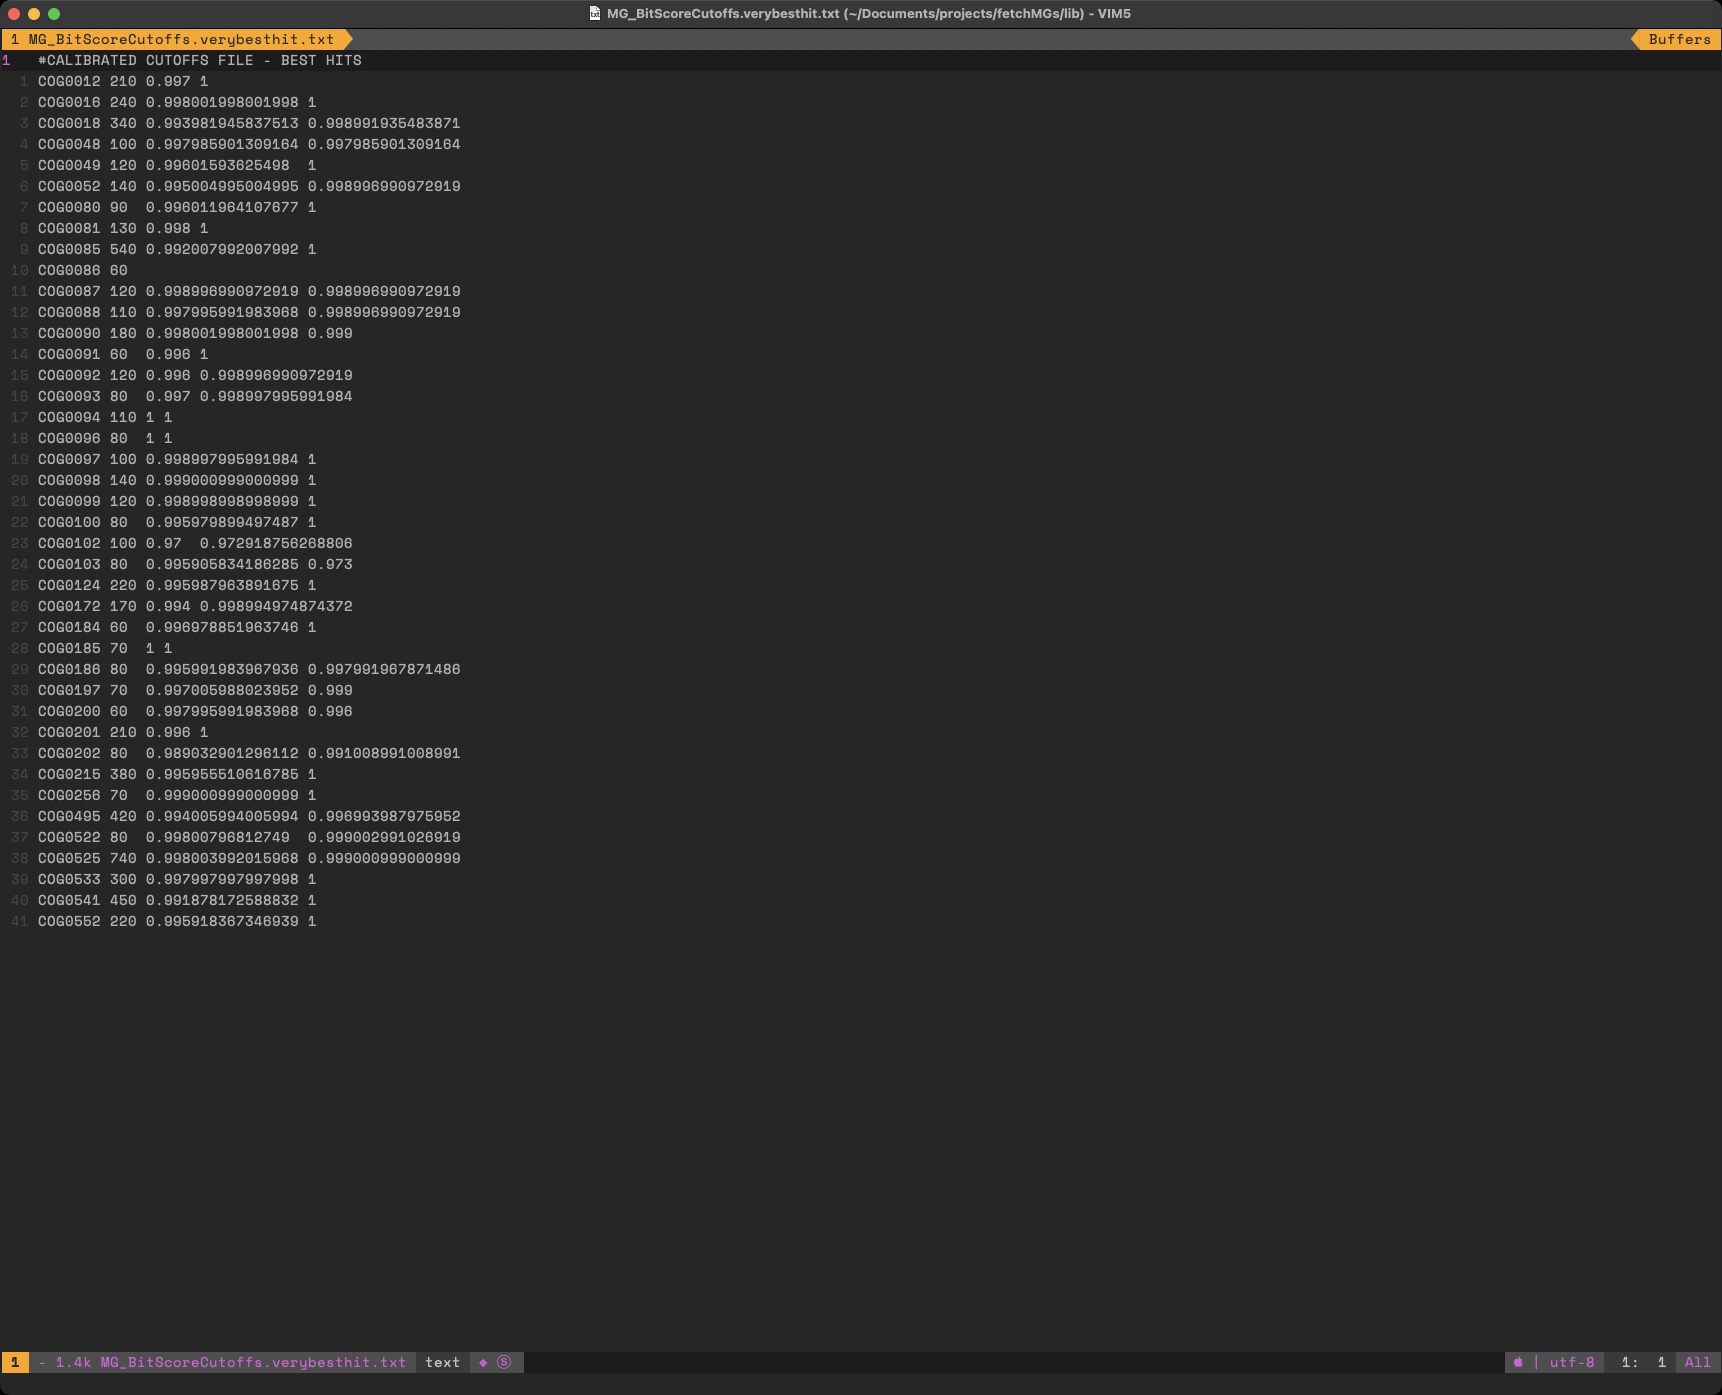 MG_BitScoreCutoffs.verybesthit.txt (~/Documents/projects/fetchMGs/lib) - VIM5
1 MG_BitScoreCutoffs.verybesthit.txt Buffers
1 #CALIBRATED CUTOFFS FILE - BEST HITS
1 COG0012 210 0.997 1
2 COG0016 240 0.998001998001998 1
3 COG0018 340 0.993981945837513 0.998991935483871
4 COG0048 100 0.997985901309164 0.997985901309164
5 COG0049 120 0.99601593625498 1
6 COG0052 140 0.995004995004995 0.998996990972919
7 COG0080 90 0.996011964107677 1
8 COG0081 130 0.998 1
9 COG0085 540 0.992007992007992 1
10 COG0086 60
11 COG0087 120 0.998996990972919 0.998996990972919
12 COG0088 110 0.997995991983968 0.998996990972919
13 COG0090 180 0.998001998001998 0.999
14 COG0091 60 0.996 1
15 COG0092 120 0.996 0.998996990972919
16 COG0093 80 0.997 0.998997995991984
17 COG0094 110 1 1
18 COG0096 80 1 1
19 COG0097 100 0.998997995991984 1
20 COG0098 140 0.999000999000999 1
21 COG0099 120 0.998998998998999 1
22 COG0100 80 0.995979899497487 1
23 COG0102 100 0.97 0.972918756268806
24 COG0103 80 0.995905834186285 0.973
25 COG0124 220 0.995987963891675 1
26 COG0172 170 0.994 0.998994974874372
27 COG0184 60 0.996978851963746 1
28 COG0185 70 1 1
29 COG0186 80 0.995991983967936 0.997991967871486
30 COG0197 70 0.997005988023952 0.999
31 COG0200 60 0.997995991983968 0.996
32 COG0201 210 0.996 1
33 COG0202 80 0.989032901296112 0.991008991008991
34 COG0215 380 0.995955510616785 1
35 COG0256 70 0.999000999000999 1
36 COG0495 420 0.994005994005994 0.996993987975952
37 COG0522 80 0.99800796812749 0.999002991026919
38 COG0525 740 0.998003992015968 0.999000999000999
39 COG0533 300 0.997997997997998 1
40 COG0541 450 0.991878172588832 1
41 COG0552 220 0.995918367346939 1
1 - 1.4k MG_BitScoreCutoffs.verybesthit.txt text ◆ Ⓢ | utf-8 1: 1 All